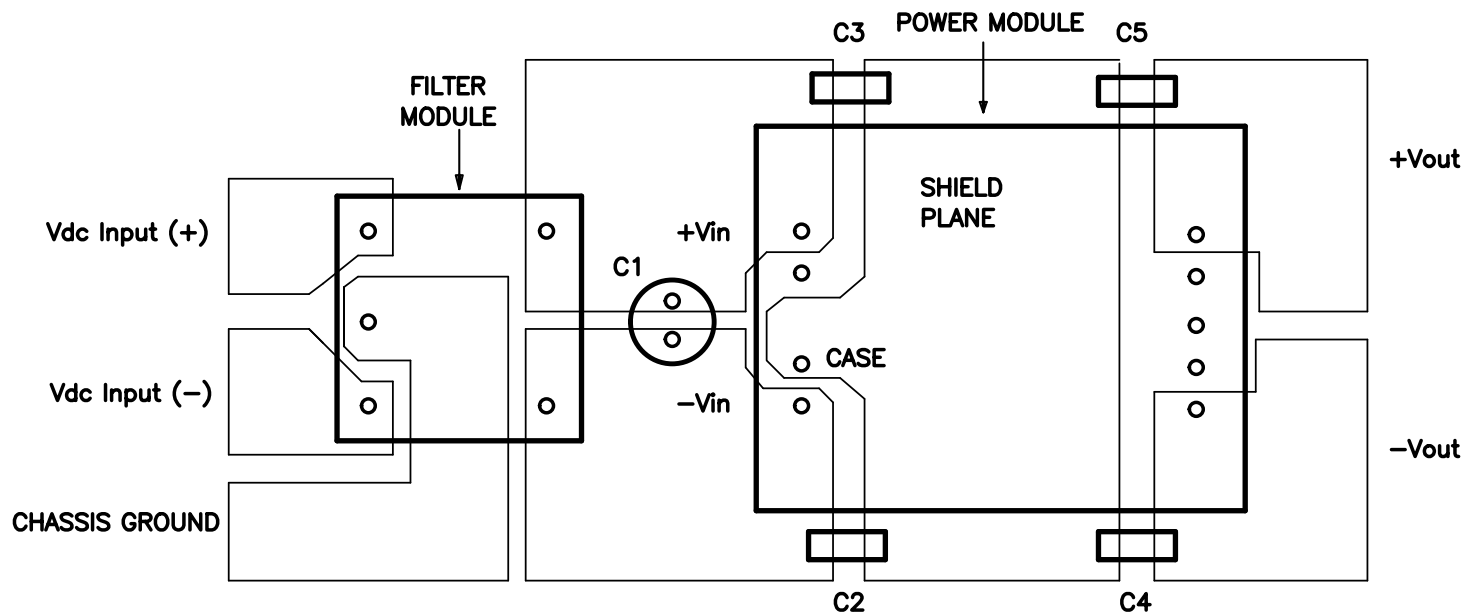 C3
POWER MODULE
C5
FILTER
MODULE
+Vout
SHIELD
PLANE
Vdc Input (+)
+Vin
C1
CASE
Vdc Input (−)
−Vin
−Vout
CHASSIS GROUND
C2
C4